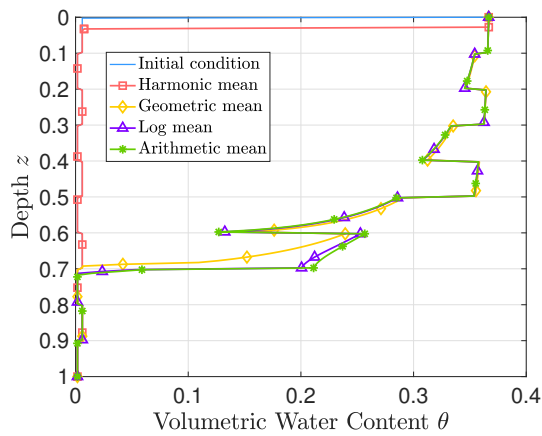 0
0.1
0.2
0.3
0.4
0.5
0.6
0.7
0.8
0.9
1
Depth z
Initial condition
Harmonic mean
Geometric mean
Log mean
Arithmetic mean
0 0.1 0.2 0.3 0.4
Volumetric Water Content θ